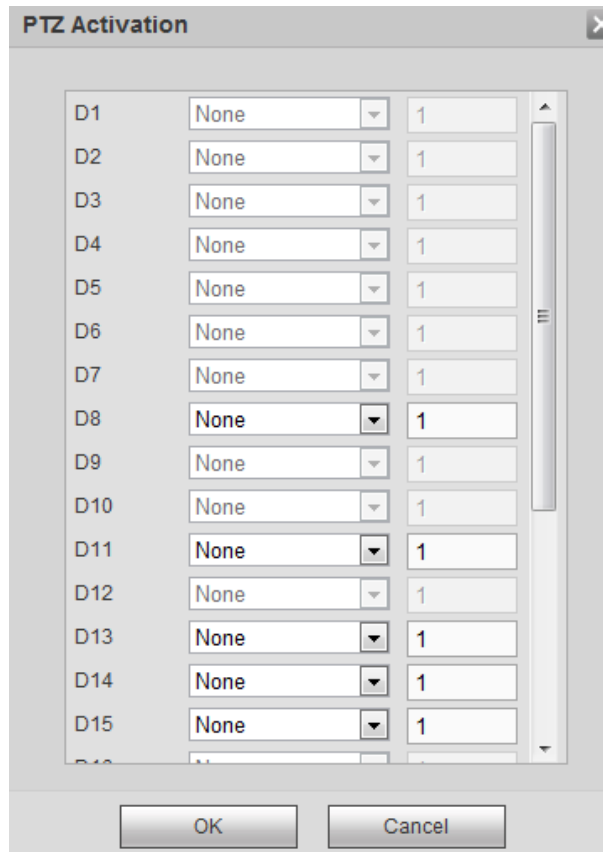 PTZ Activation
D1 None 1
D2 None 1
D3 None 1
D4 None 1
D5 None 1
D6 None 1
D7 None 1
D8 None 1
D9 None 1
D10 None 1
D11 None 1
D12 None 1
D13 None 1
D14 None 1
D15 None 1
OK Cancel